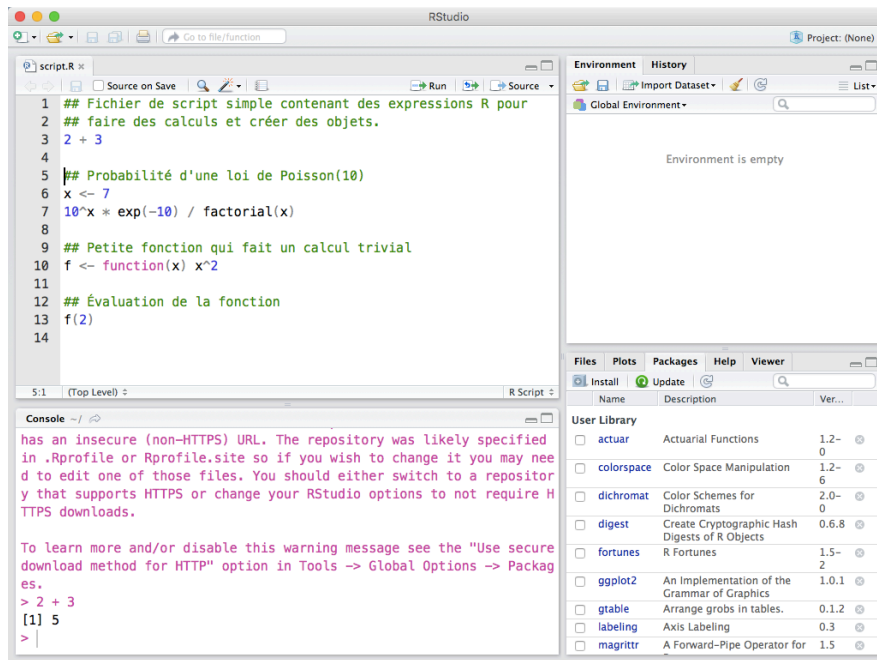 RStudio
Go to file/function
Project: (None)
script.R
Source on Save
Run
Source
1 ## Fichier de script simple contenant des expressions R pour
2 ## faire des calculs et créer des objets.
3 2 + 3
4
5 ## Probabilité d'une loi de Poisson(10)
6 x <- 7
7 10^x * exp(-10) / factorial(x)
8
9 ## Petite fonction qui fait un calcul trivial
10 f <- function(x) x^2
11
12 ## Évaluation de la fonction
13 f(2)
14
5:1 (Top Level) R Script
Console ~/
has an insecure (non-HTTPS) URL. The repository was likely specified
in .Rprofile or Rprofile.site so if you wish to change it you may nee
d to edit one of those files. You should either switch to a repositor
y that supports HTTPS or change your RStudio options to not require H
TTPS downloads.
To learn more and/or disable this warning message see the "Use secure
download method for HTTP" option in Tools -> Global Options -> Packag
es.
> 2 + 3
[1] 5
>
Environment History
Import Dataset List
Global Environment
Environment is empty
Files Plots Packages Help Viewer
Install Update
Name Description Ver...
User Library
actuar Actuarial Functions 1.2-
0
colorspace Color Space Manipulation 1.2-
6
dichromat Color Schemes for 2.0-
Dichromats 0
digest Create Cryptographic Hash 0.6.8
Digests of R Objects
fortunes R Fortunes 1.5-
2
ggplot2 An Implementation of the 1.0.1
Grammar of Graphics
gtable Arrange grobs in tables. 0.1.2
labeling Axis Labeling 0.3
magrittr A Forward-Pipe Operator for 1.5